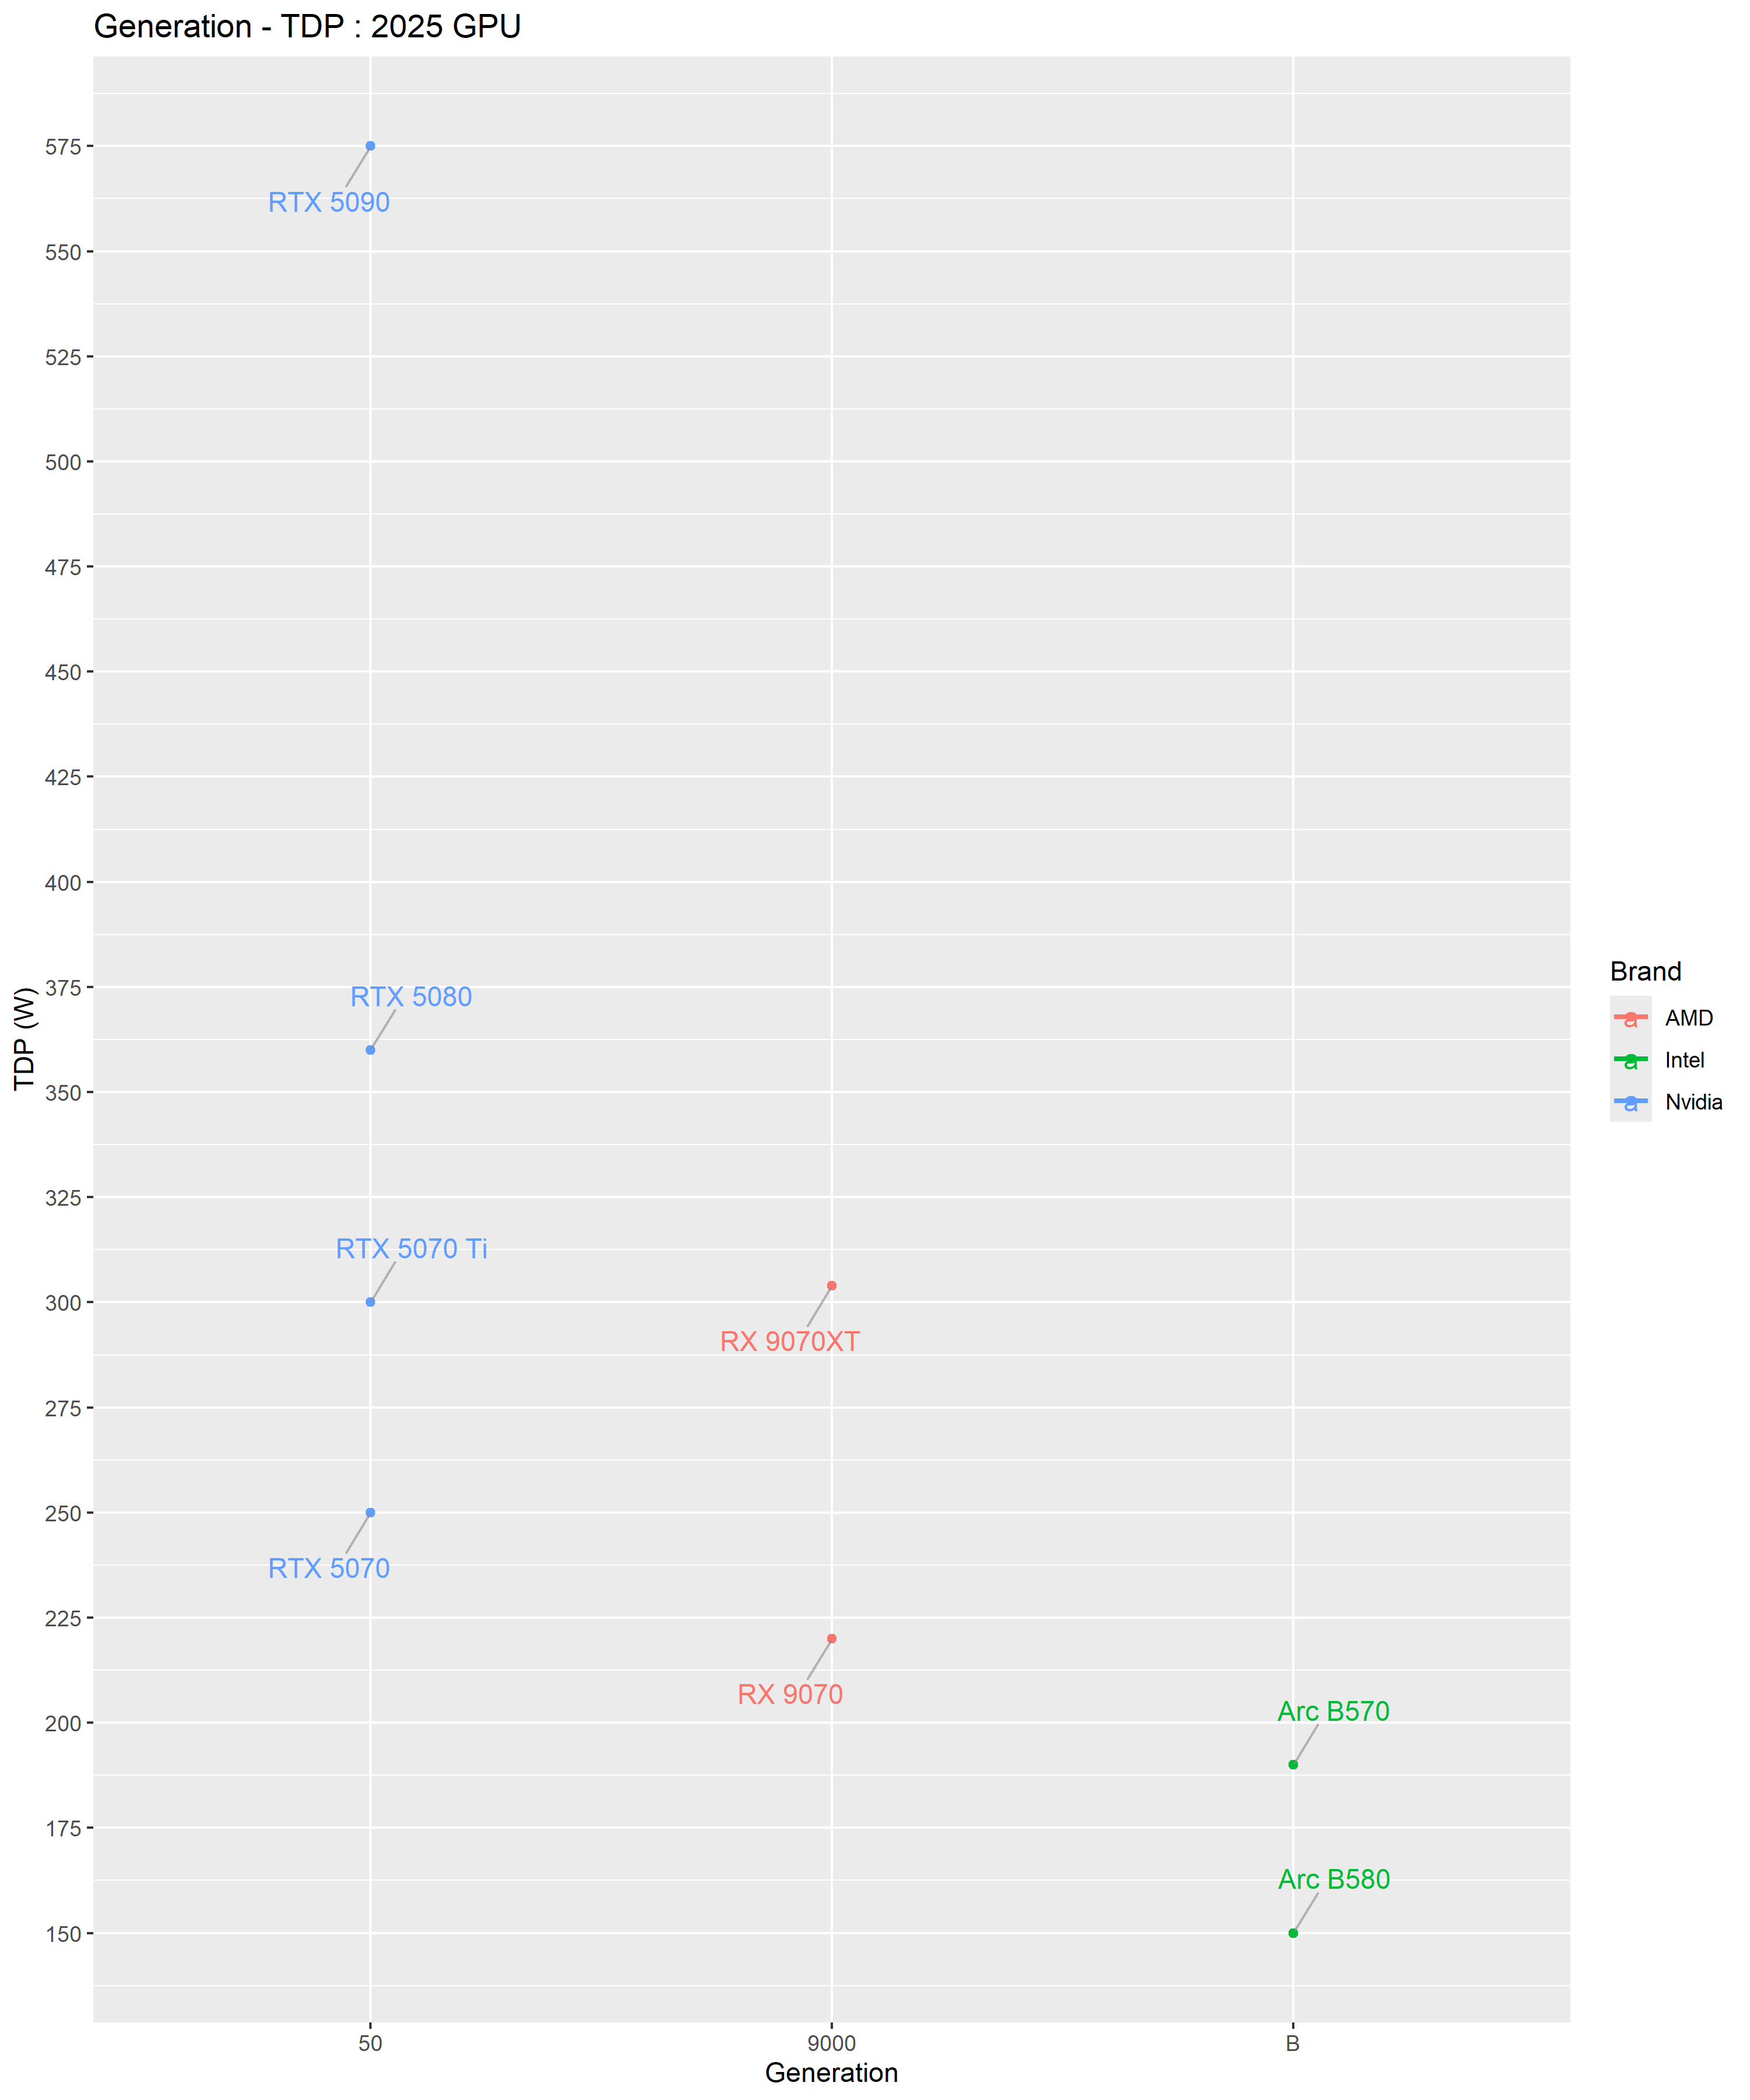 Generation - TDP : 2025 GPU
575
RTX 5090
550
525
500
475
450
425
400
375
RTX 5080
TDP (W)
350
325
RTX 5070 Ti
300
RX 9070XT
275
250
RTX 5070
225
RX 9070
200
Arc B570
175
Arc B580
150
50 9000 B
Generation
Brand
a AMD
a Intel
a Nvidia